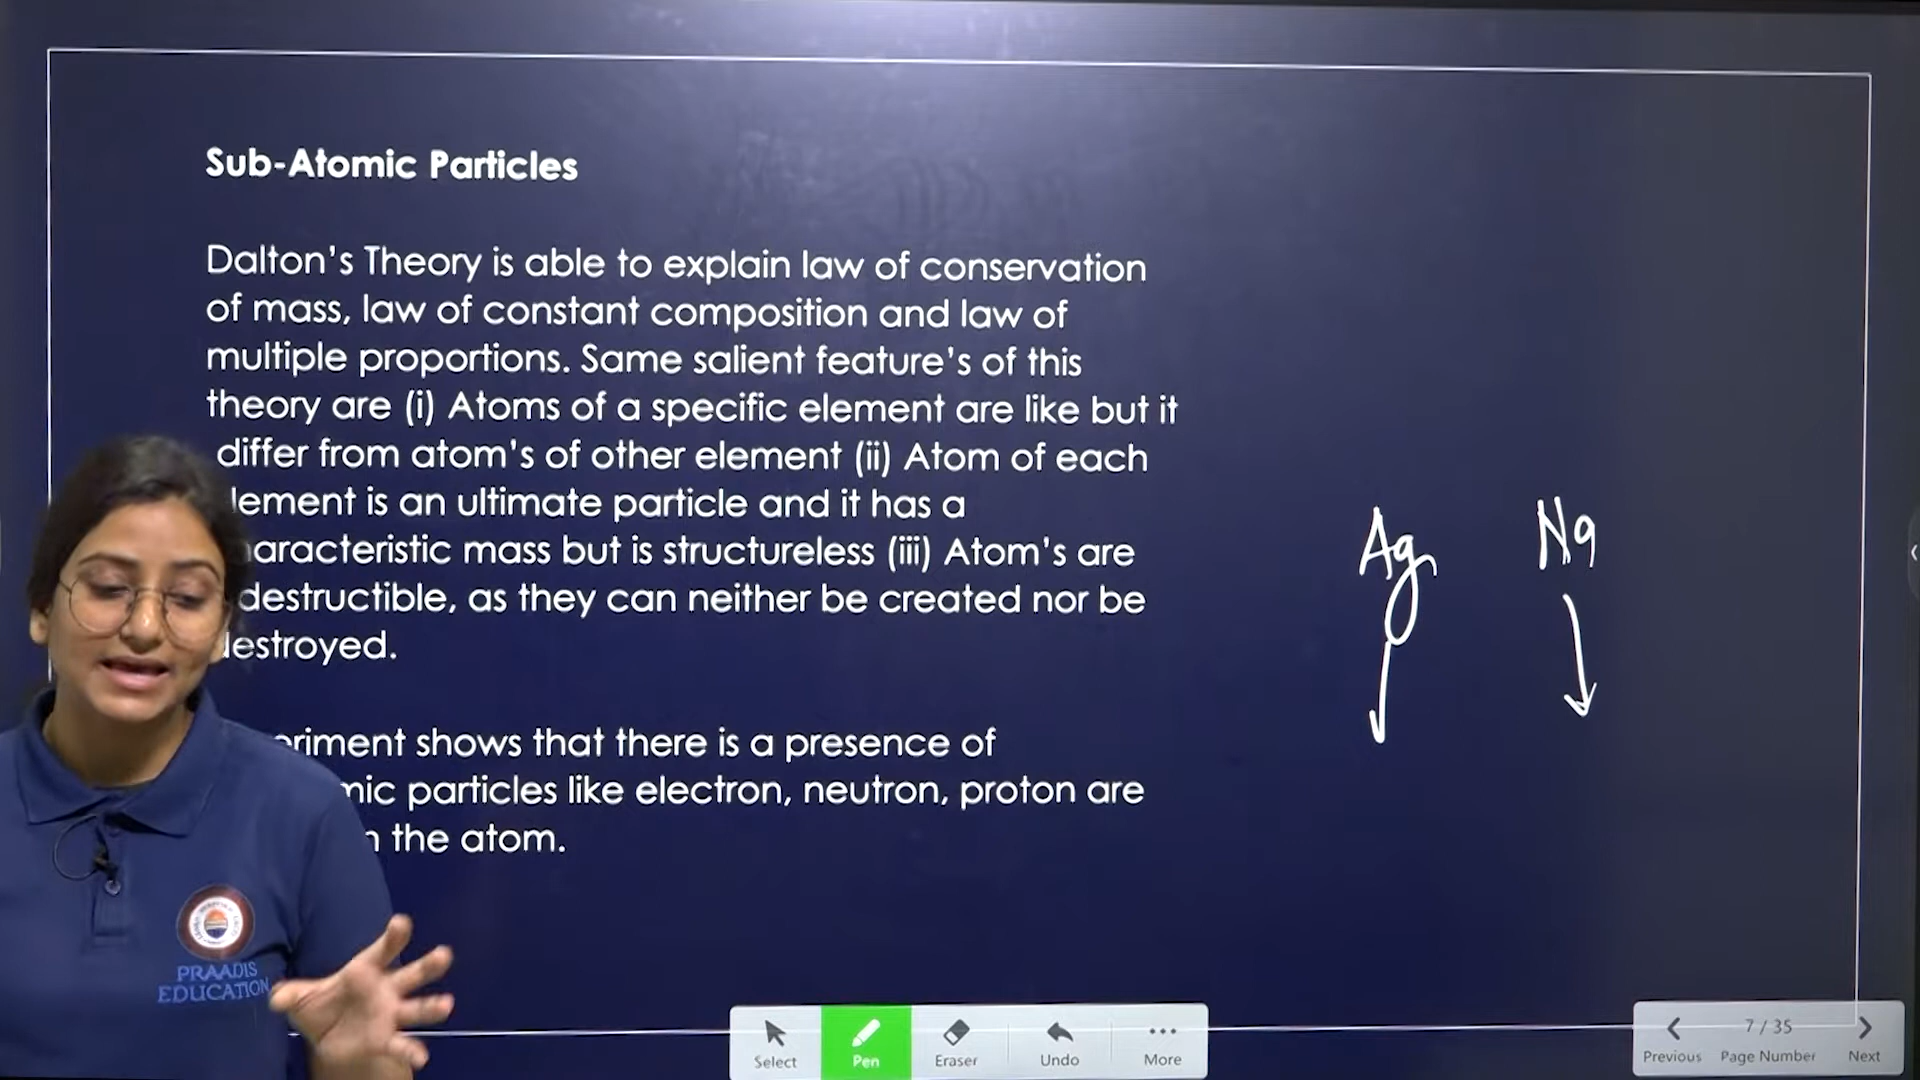 Sub-Atomic Particles
Dalton's Theory is able to explain law of conservation
of mass, law of constant composition and law of
multiple proportions. Same salient feature's of this
theory are (i) Atoms of a specific element are like but it
differ from atom's of other element (ii) Atom of each
lement is an ultimate particle and it has a
aracteristic mass but is structureless (iii) Atom's are
destructible, as they can neither be created nor be
estroyed.
eriment shows that there is a presence of
mic particles like electron, neutron, proton are
the atom.
Ag Na
PRAADIS
EDUCATION
Select Pen Eraser Undo More
7 / 35
Previous Page Number Next